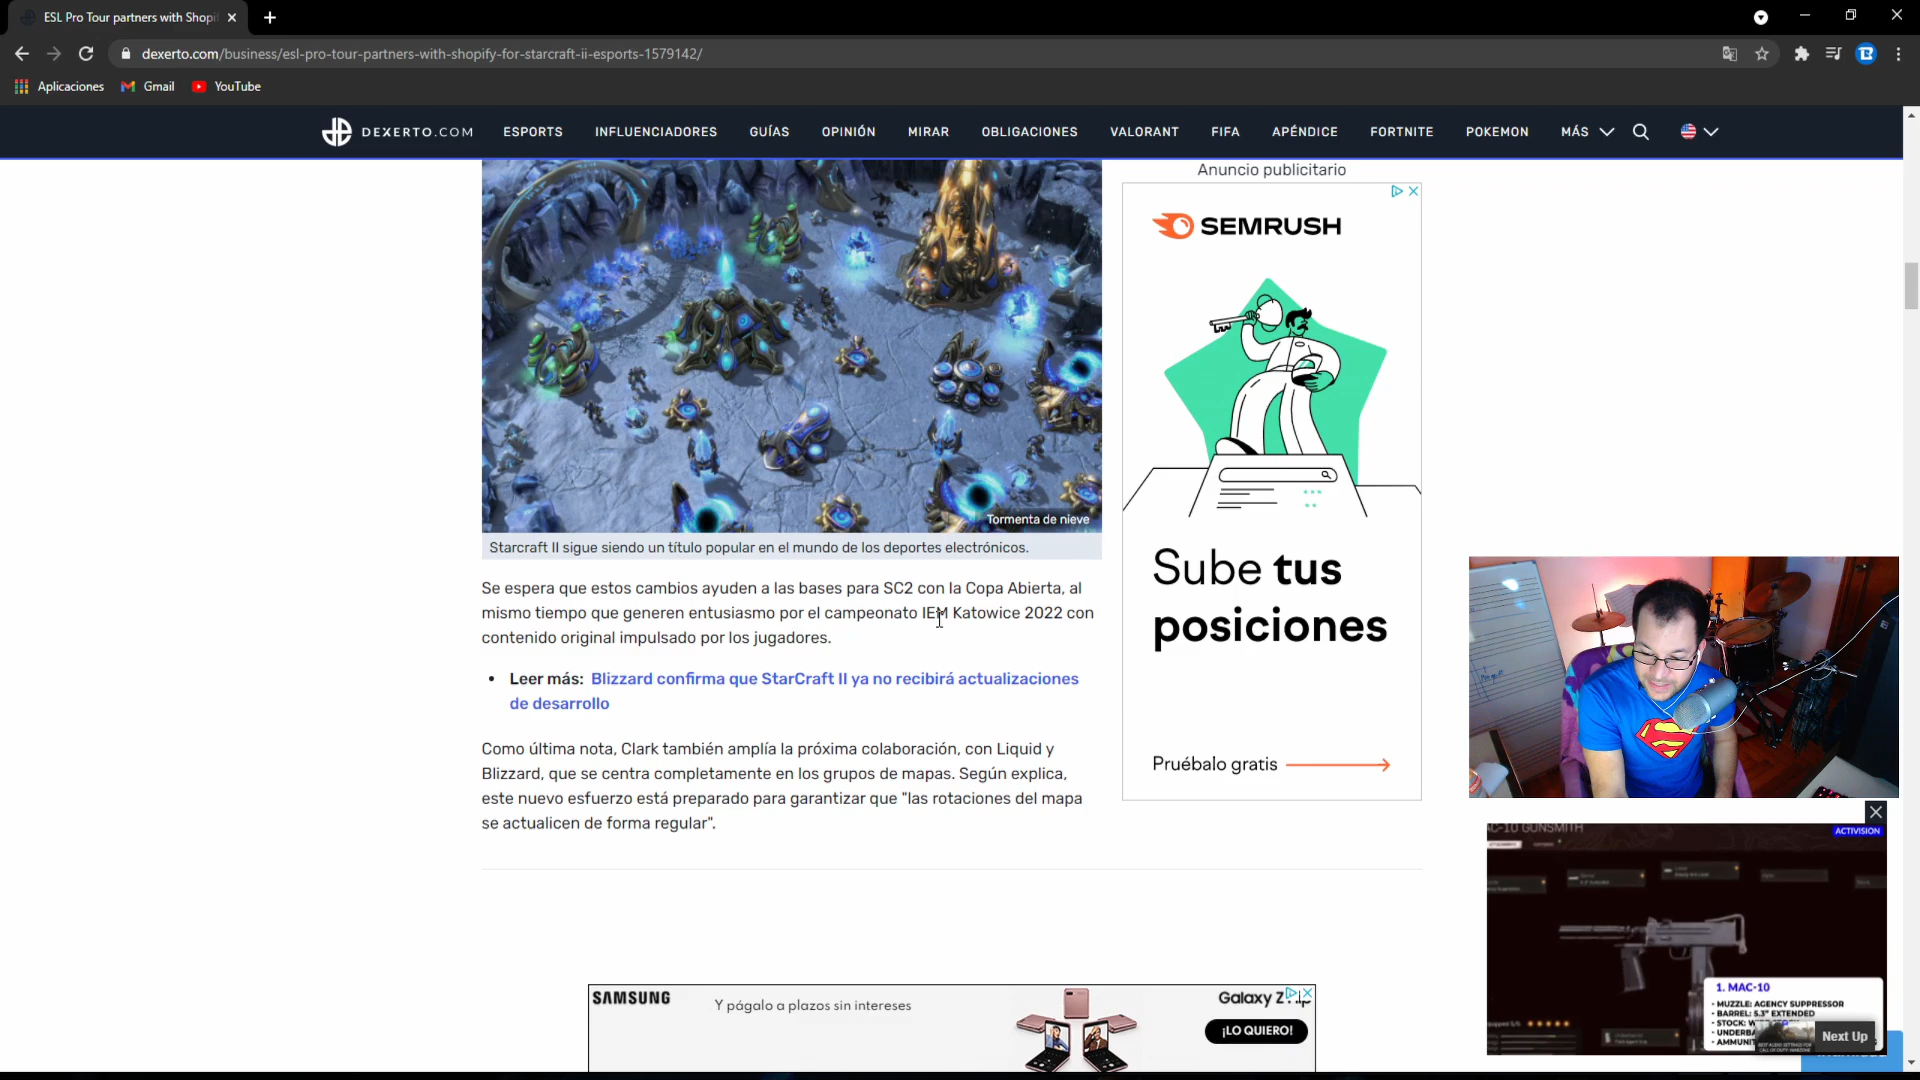 ESL Pro Tour partners with Shopi
dexerto.com/business/esl-pro-tour-partners-with-shopify-for-starcraft-ii-esports-1579142/
Aplicaciones Gmail YouTube
DEXERTO.COM ESPORTS INFLUENCIADORES GUÍAS OPINIÓN MIRAR OBLIGACIONES VALORANT FIFA APÉNDICE FORTNITE POKEMON MÁS
Tormenta de nieve
Starcraft II sigue siendo un título popular en el mundo de los deportes electrónicos.
Se espera que estos cambios ayuden a las bases para SC2 con la Copa Abierta, al
mismo tiempo que generen entusiasmo por el campeonato IEM Katowice 2022 con
contenido original impulsado por los jugadores.
• Leer más: Blizzard confirma que StarCraft II ya no recibirá actualizaciones
de desarrollo
Como última nota, Clark también amplía la próxima colaboración, con Liquid y
Blizzard, que se centra completamente en los grupos de mapas. Según explica,
este nuevo esfuerzo está preparado para garantizar que "las rotaciones del mapa
se actualicen de forma regular".
Anuncio publicitario
SEMRUSH
Sube tus
posiciones
Pruébalo gratis
MAC-10 GUNSMITH
ACTIVISION
1. MAC-10
- MUZZLE: AGENCY SUPPRESSOR
- BARREL: 5.3" EXTENDED
- STOCK:
- UNDERBA
- AMMUNI
Next Up
SAMSUNG
Y págalo a plazos sin intereses
Galaxy Z
¡LO QUIERO!